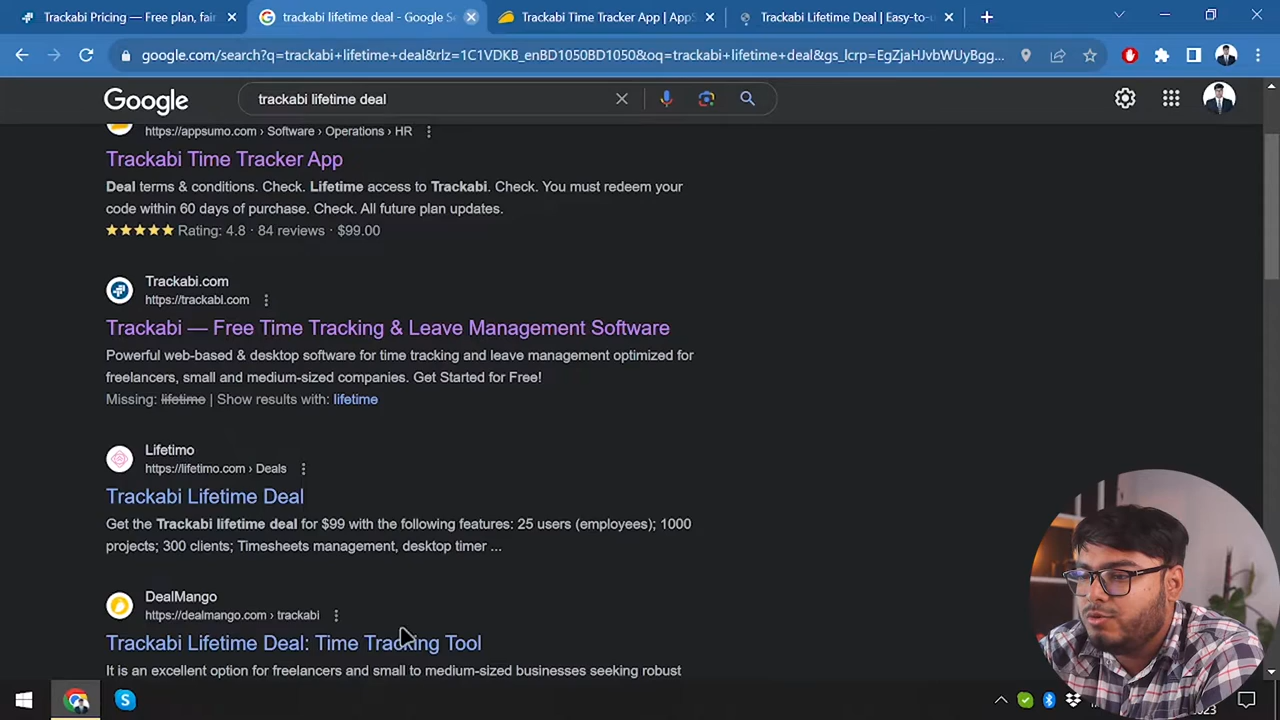 Trackabi Pricing — Free plan, fair
trackabi lifetime deal - Google Se
Trackabi Time Tracker App | AppS
Trackabi Lifetime Deal | Easy-to-u
google.com/search?q=trackabi+lifetime+deal&rlz=1C1VDKB_enBD1050BD1050&oq=trackabi+lifetime+deal&gs_lcrp=EgZjaHJvbWUyBgg...
Google
trackabi lifetime deal
https://appsumo.com › Software › Operations › HR
Trackabi Time Tracker App
Deal terms & conditions. Check. Lifetime access to Trackabi. Check. You must redeem your
code within 60 days of purchase. Check. All future plan updates.
Rating: 4.8 · 84 reviews · $99.00
Trackabi.com
https://trackabi.com
Trackabi — Free Time Tracking & Leave Management Software
Powerful web-based & desktop software for time tracking and leave management optimized for
freelancers, small and medium-sized companies. Get Started for Free!
Missing: lifetime | Show results with: lifetime
Lifetimo
https://lifetimo.com › Deals
Trackabi Lifetime Deal
Get the Trackabi lifetime deal for $99 with the following features: 25 users (employees); 1000
projects; 300 clients; Timesheets management, desktop timer ...
DealMango
https://dealmango.com › trackabi
Trackabi Lifetime Deal: Time Tracking Tool
It is an excellent option for freelancers and small to medium-sized businesses seeking robust